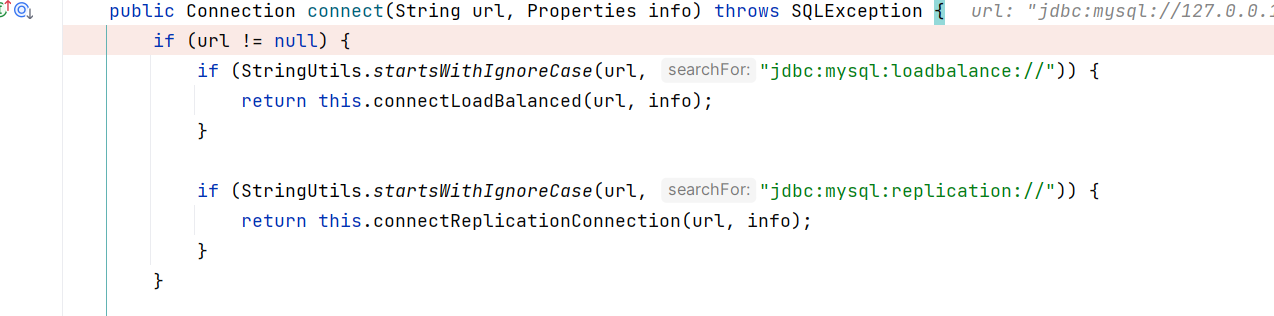 public Connection connect(String url, Properties info) throws SQLException {   url: "jdbc:mysql://127.0.0.1
if (url != null) {
if (StringUtils.startsWithIgnoreCase(url, searchFor: "jdbc:mysql:loadbalance://")) {
return this.connectLoadBalanced(url, info);
}
if (StringUtils.startsWithIgnoreCase(url, searchFor: "jdbc:mysql:replication://")) {
return this.connectReplicationConnection(url, info);
}
}